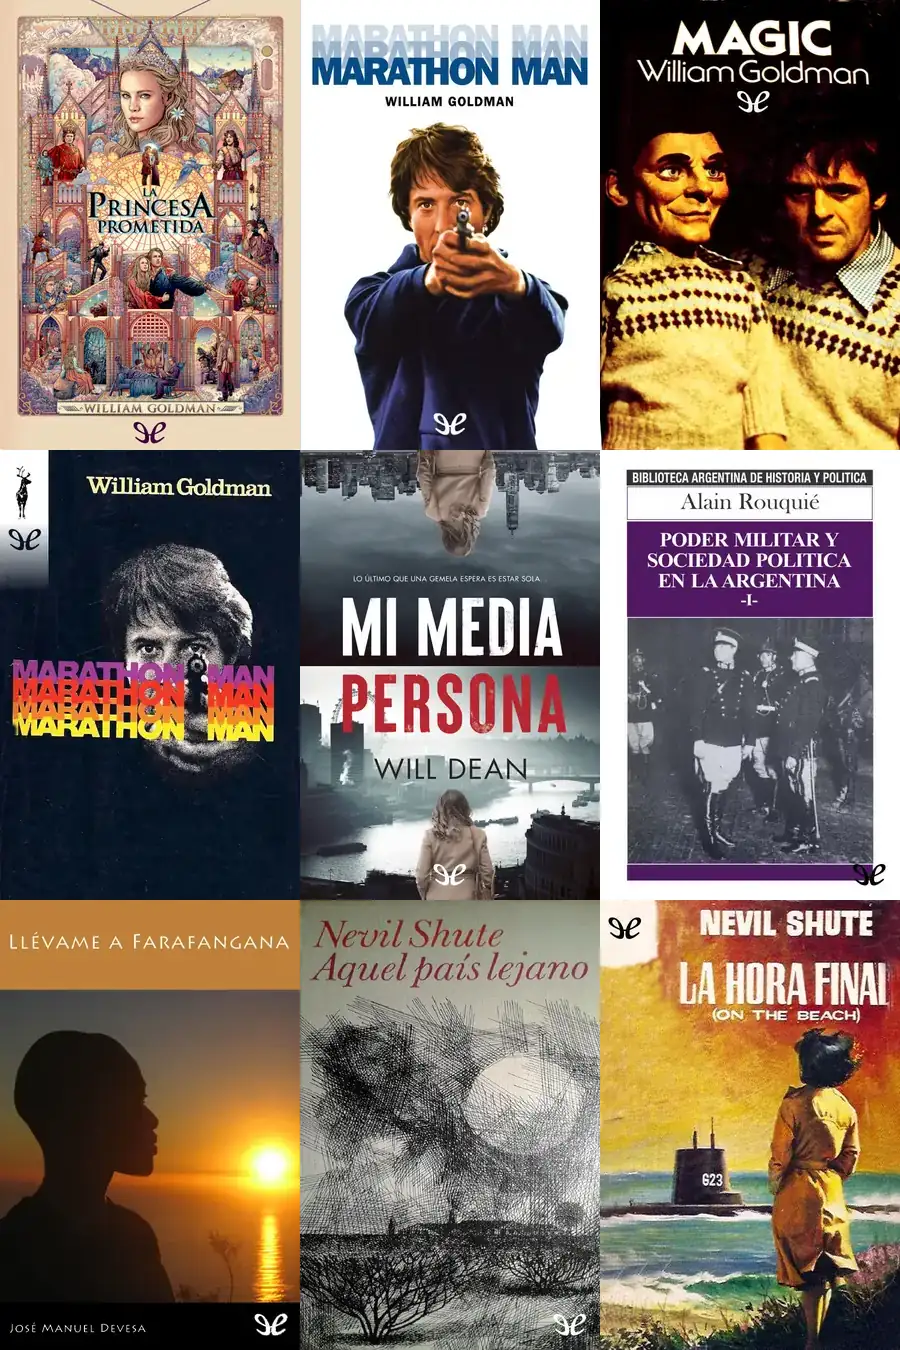 LA
PRINCESA
PROMETIDA
WILLIAM GOLDMAN
MARATHON MAN
MARATHON MAN
MARATHON MAN
WILLIAM GOLDMAN
MAGIC
William Goldman
William Goldman
MARATHON MAN
MARATHON MAN
MARATHON MAN
MARATHON MAN
LO ÚLTIMO QUE UNA GEMELA ESPERA ES ESTAR SOLA
MI MEDIA
PERSONA
WILL DEAN
BIBLIOTECA ARGENTINA DE HISTORIA Y POLITICA
Alain Rouquié
PODER MILITAR Y
SOCIEDAD POLITICA
EN LA ARGENTINA
-I-
LLÉVAME A FARAFANGANA
JOSÉ MANUEL DEVESA
Nevil Shute
Aquel país lejano
NEVIL SHUTE
LA HORA FINAL
(ON THE BEACH)
623